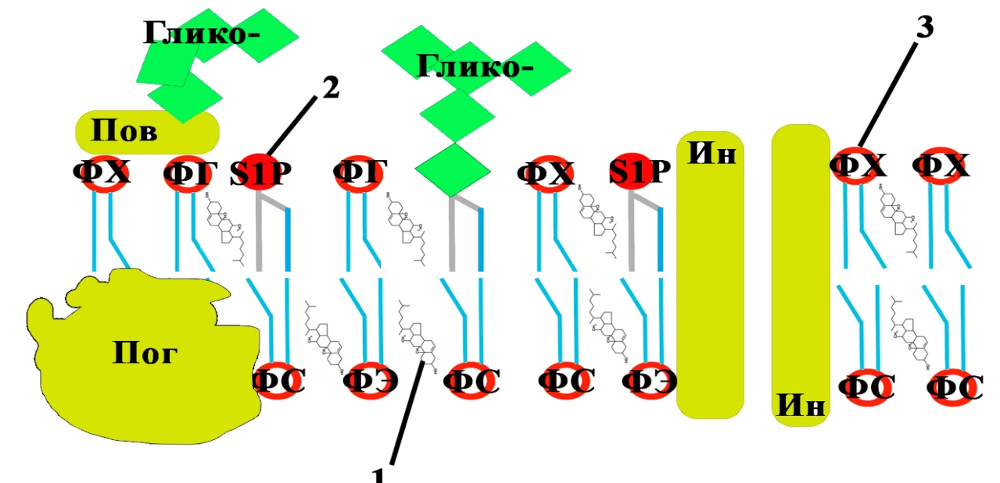 Глико-
3
Глико-
2
Пов
Ин
ФХ ФГ S1P ФГ ФХ S1P ФХ ФХ
Пог
ФС ФЭ ФС ФС ФЭ ФС ФС
Ин
1